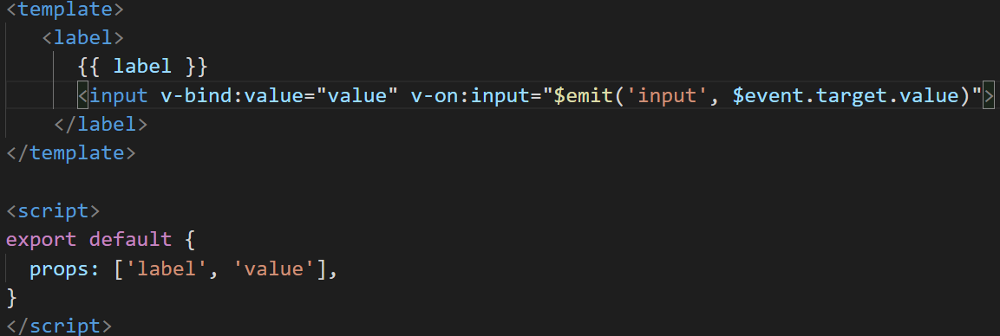 <template>
<label>
{{ label }}
<input v-bind:value="value" v-on:input="$emit('input', $event.target.value)">
</label>
</template>
<script>
export default {
props: ['label', 'value'],
}
</script>